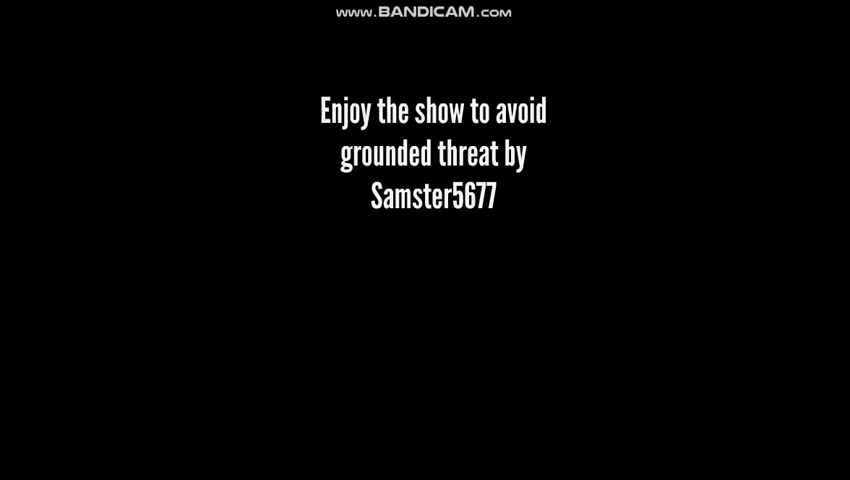 www.BANDICAM.com
Enjoy the show to avoid
grounded threat by
Samster5677